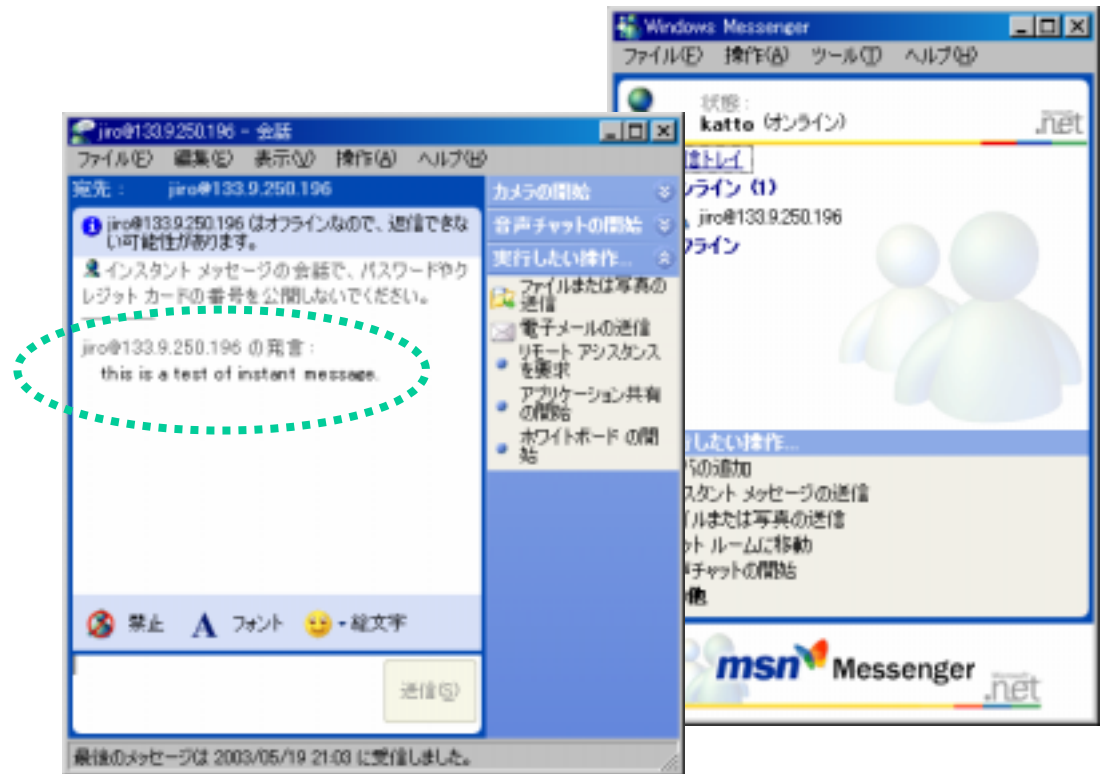 Windows Messenger
ファイル(F) 操作(A) ツール(T) ヘルプ(H)
状態:
katto (オンライン)
.net
信トレイ
ンライン (1)
jiro@133.9.250.196
フライン
行したい操作...
先の追加
スタント メッセージの送信
イルまたは写真の送信
ット ルームに移動
声チャットの開始
他
msn Messenger
Microsoft
.net
jiro@133.9.250.196 - 会話
ファイル(F) 編集(E) 表示(V) 操作(A) ヘルプ(H)
宛先: jiro@133.9.250.196
jiro@133.9.250.196 はオフラインなので、返信できな
い可能性があります。
インスタント メッセージの会話で、パスワードやク
レジット カードの番号を公開しないでください。
jiro@133.9.250.196 の発言:
this is a test of instant message.
禁止 フォント 絵文字
送信(S)
カメラの開始
音声チャットの開始
実行したい操作...
ファイルまたは写真の
送信
電子メールの送信
リモート アシスタンス
を要求
アプリケーション共有
の開始
ホワイトボード の開
始
最後のメッセージは 2003/05/19 21:03 に受信しました。